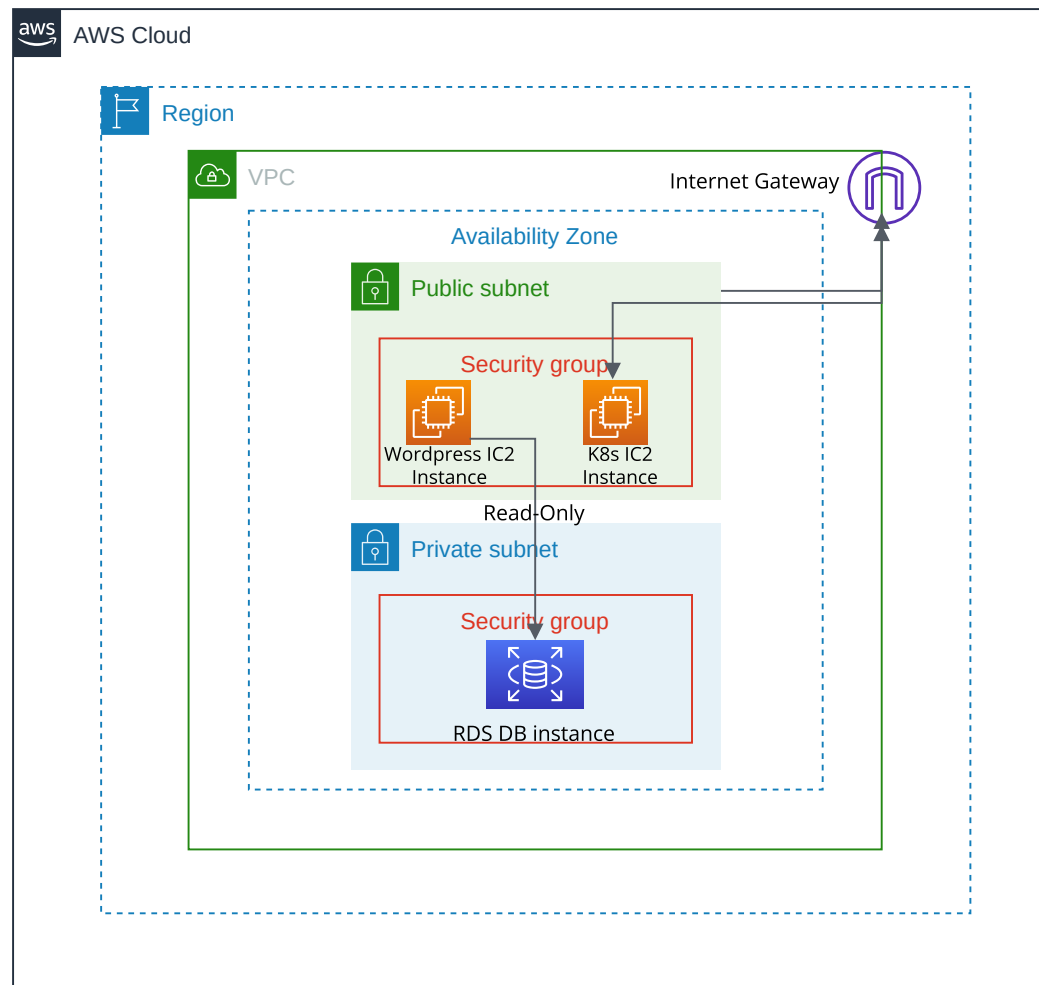 aws
AWS Cloud
Region
VPC
Internet Gateway
Availability Zone
Public subnet
Security group
Wordpress IC2
Instance
K8s IC2
Instance
Read-Only
Private subnet
Security group
RDS DB instance